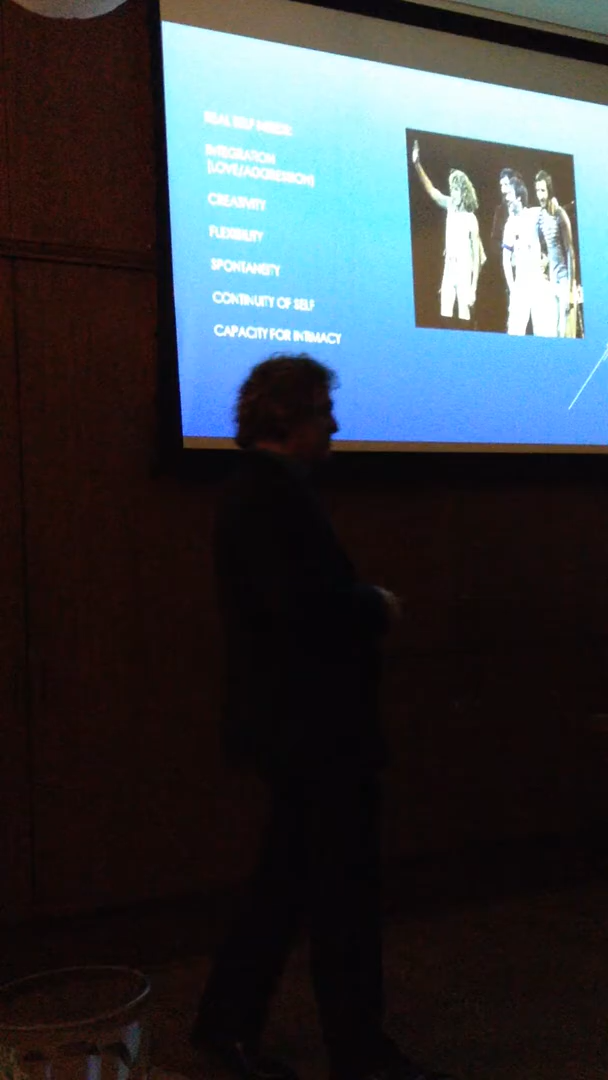 REAL SELF NEEDS:
INTEGRATION
(LOVE/AGGRESSION)
CREATIVITY
FLEXIBILITY
SPONTANEITY
CONTINUITY OF SELF
CAPACITY FOR INTIMACY